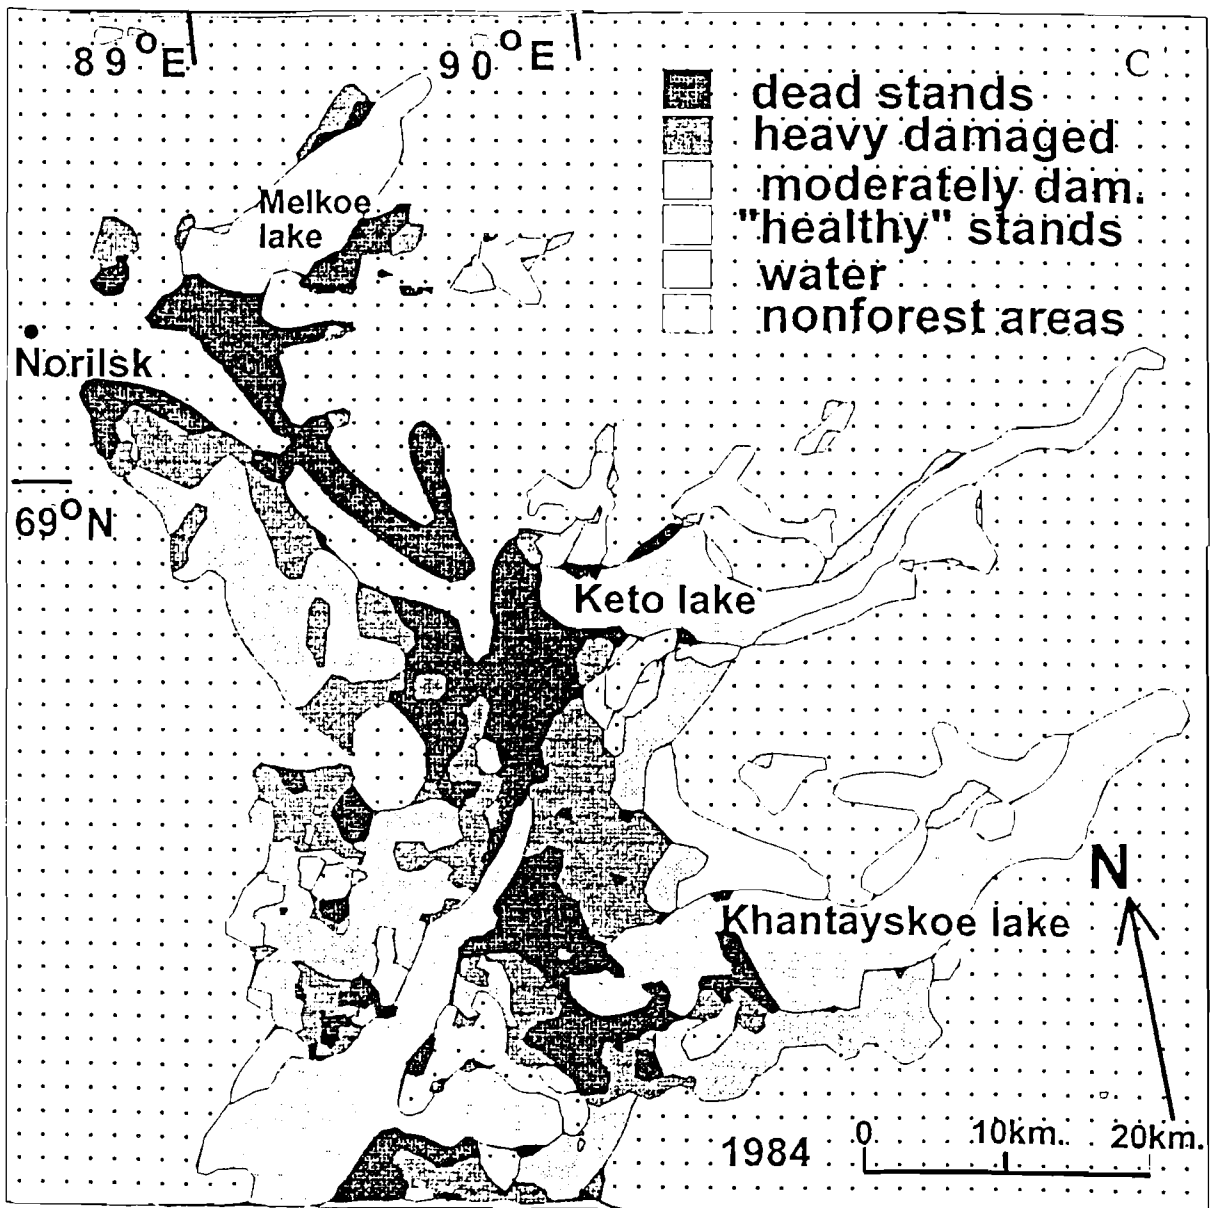 89°E
90°E
C
dead stands
heavy damaged
moderately dam.
"healthy" stands
water
nonforest areas
Melkoe
lake
Norilsk
69°N
Keto lake
Khantayskoe lake
N
1984
0 10km. 20km.